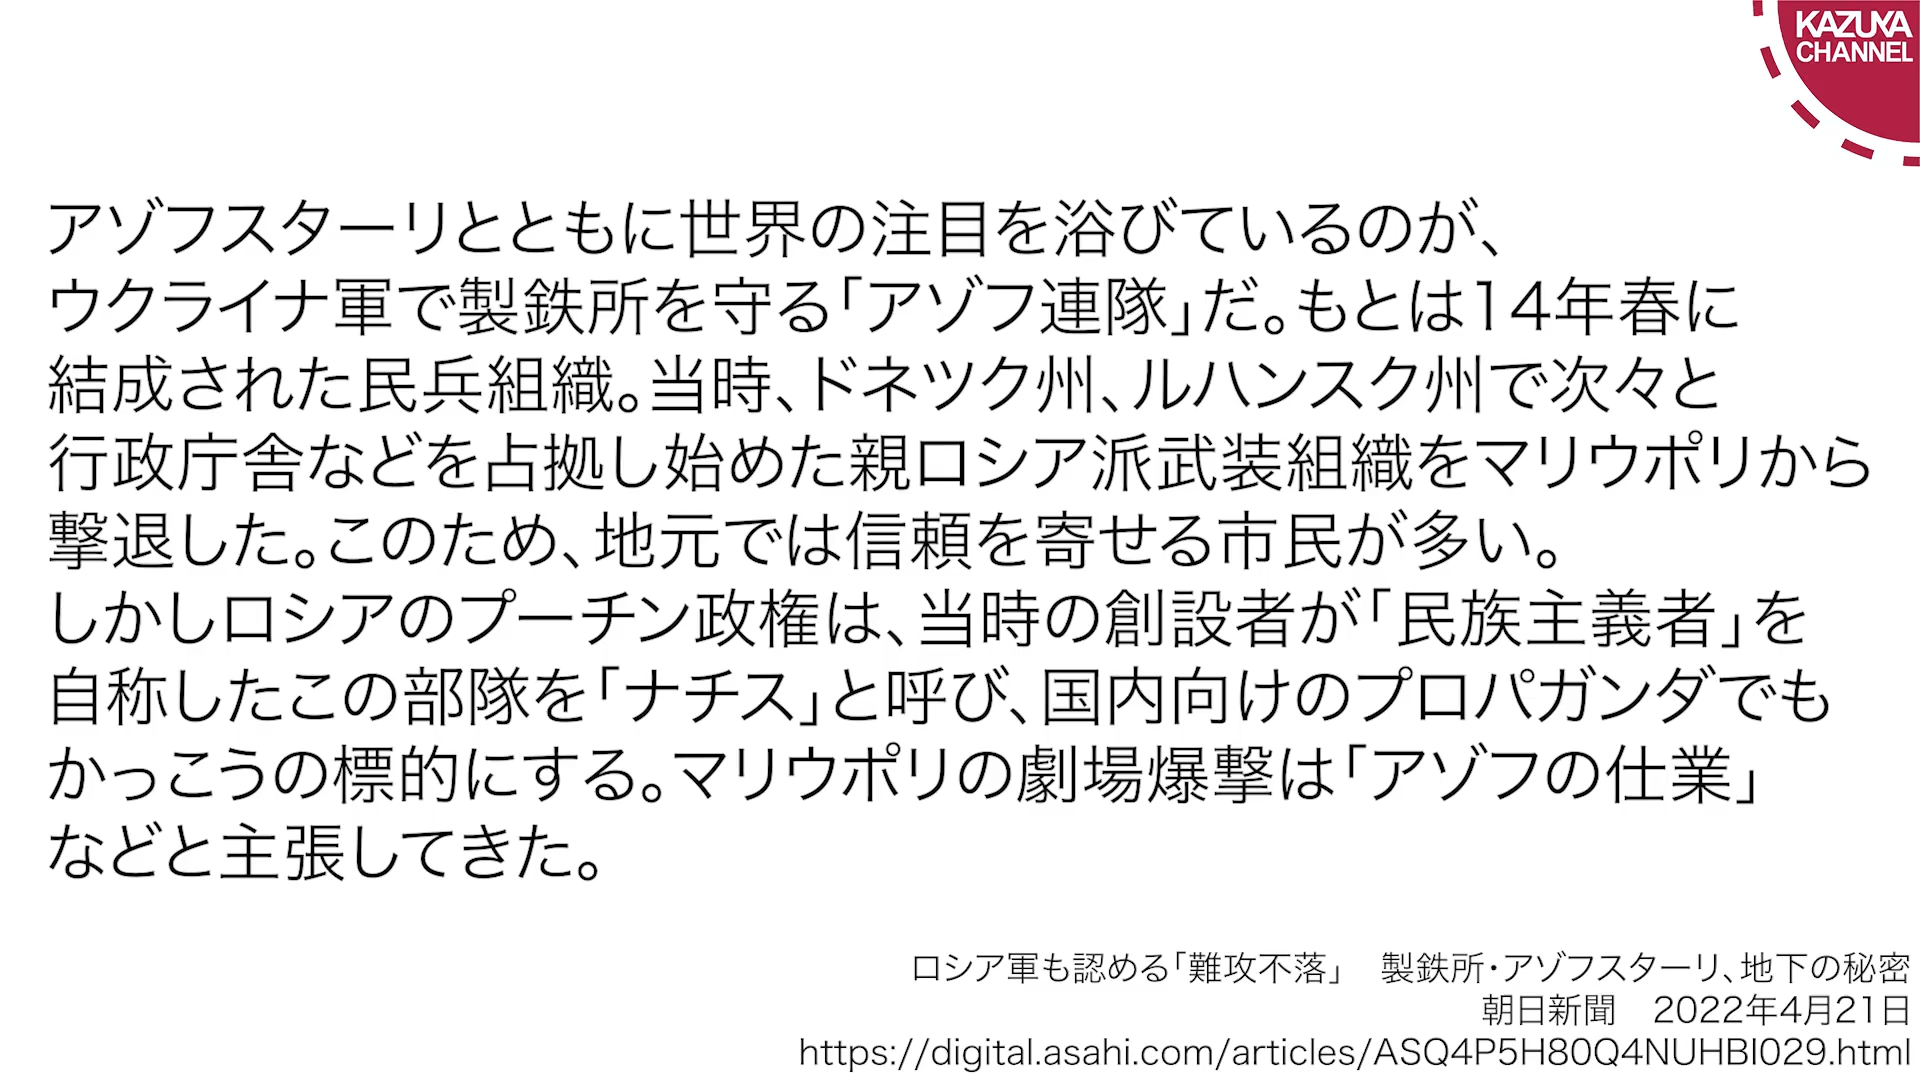 KAZUYA
CHANNEL
アゾフスターリとともに世界の注目を浴びているのが、
ウクライナ軍で製鉄所を守る「アゾフ連隊」だ。もとは14年春に
結成された民兵組織。当時、ドネツク州、ルハンスク州で次々と
行政庁舎などを占拠し始めた親ロシア派武装組織をマリウポリから
撃退した。このため、地元では信頼を寄せる市民が多い。
しかしロシアのプーチン政権は、当時の創設者が「民族主義者」を
自称したこの部隊を「ナチス」と呼び、国内向けのプロパガンダでも
かっこうの標的にする。マリウポリの劇場爆撃は「アゾフの仕業」
などと主張してきた。
ロシア軍も認める「難攻不落」　製鉄所・アゾフスターリ、地下の秘密
朝日新聞　2022年4月21日
https://digital.asahi.com/articles/ASQ4P5H80Q4NUHBI029.html